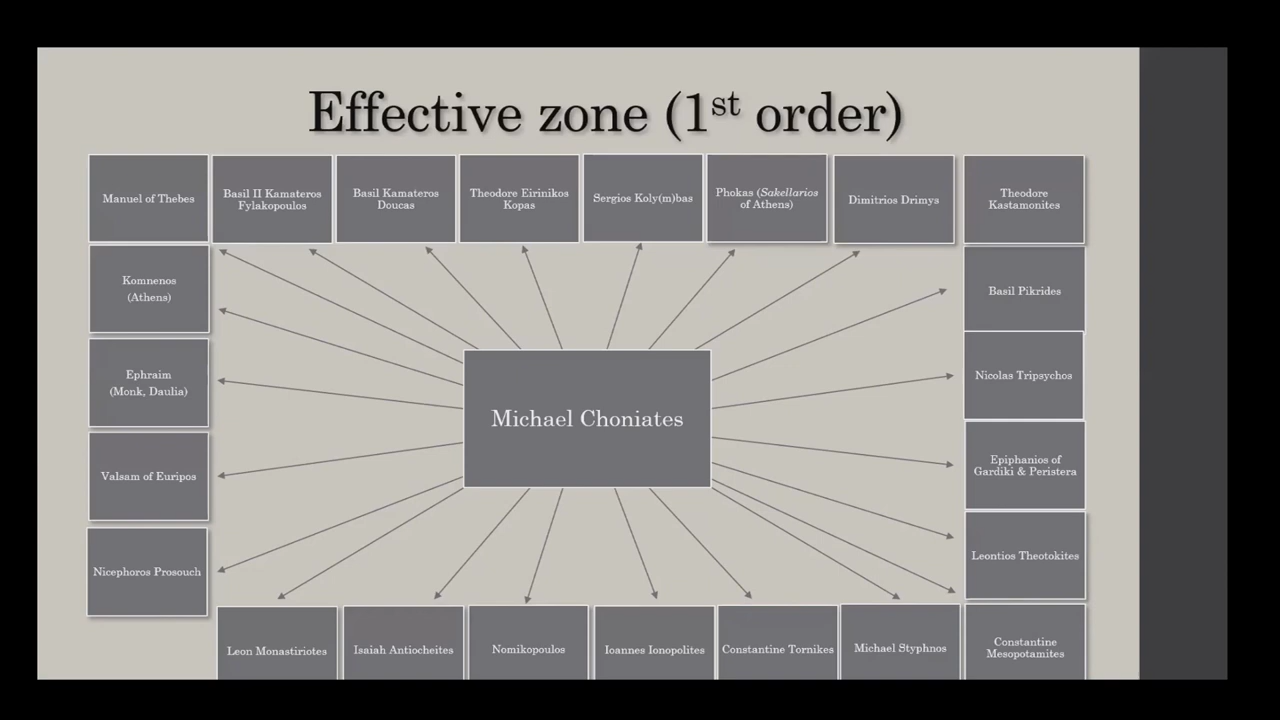 Effective zone (1st order)
Manuel of Thebes
Basil II Kamateros
Fylakopoulos
Basil Kamateros
Doucas
Theodore Eirinikos
Kopas
Sergios Koly(m)bas
Phokas (Sakellarios
of Athens)
Dimitrios Drimys
Theodore
Kastamonites
Komnenos
(Athens)
Basil Pikrides
Ephraim
(Monk, Daulia)
Nicolas Tripsychos
Michael Choniates
Valsam of Euripos
Epiphanios of
Gardiki & Peristera
Nicephoros Prosouch
Leontios Theotokites
Leon Monastiriotes
Isaiah Antiocheites
Nomikopoulos
Ioannes Ionopolites
Constantine Tornikes
Michael Styphnos
Constantine
Mesopotamites